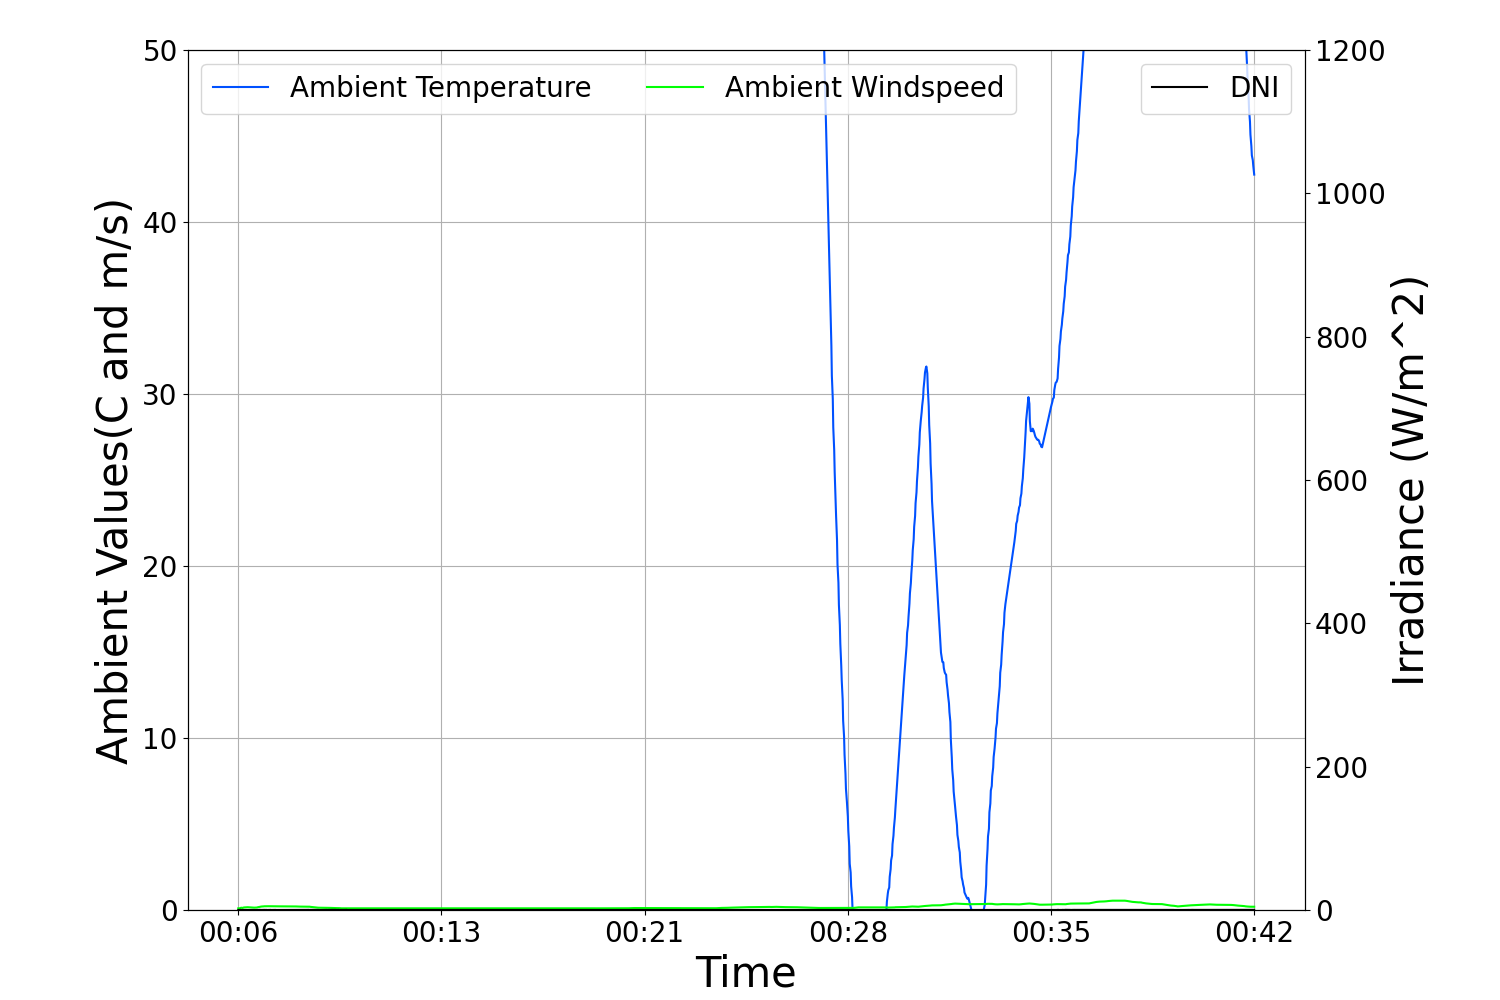 Ambient Temperature
Ambient Windspeed
DNI
Ambient Values(C and m/s)
50
40
30
20
10
0
1200
1000
800
600
400
200
0
Irradiance (W/m^2)
00:06 00:13 00:21 00:28 00:35 00:42
Time